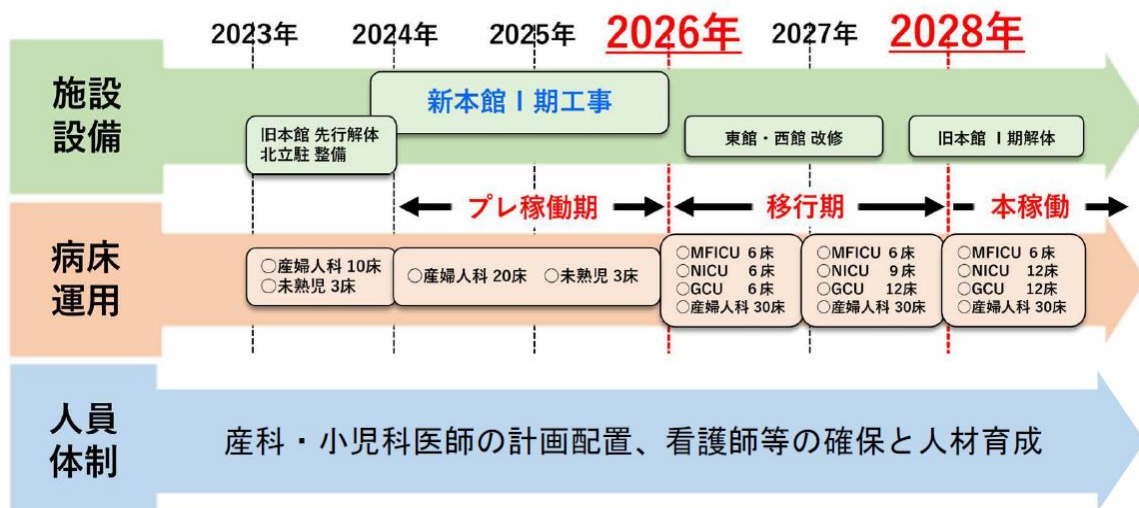 2023年 2024年 2025年 2026年 2027年 2028年
施設
設備
新本館Ⅰ期工事
旧本館 先行解体
北立駐 整備
東館・西館 改修
旧本館 Ⅰ期解体
プレ稼働期 移行期 本稼働
病床
運用
○産婦人科 10床
○未熟児 3床
○産婦人科 20床 ○未熟児 3床
○MFICU 6床
○NICU 6床
○GCU 6床
○産婦人科 30床
○MFICU 6床
○NICU 9床
○GCU 12床
○産婦人科 30床
○MFICU 6床
○NICU 12床
○GCU 12床
○産婦人科 30床
人員
体制
産科・小児科医師の計画配置、看護師等の確保と人材育成